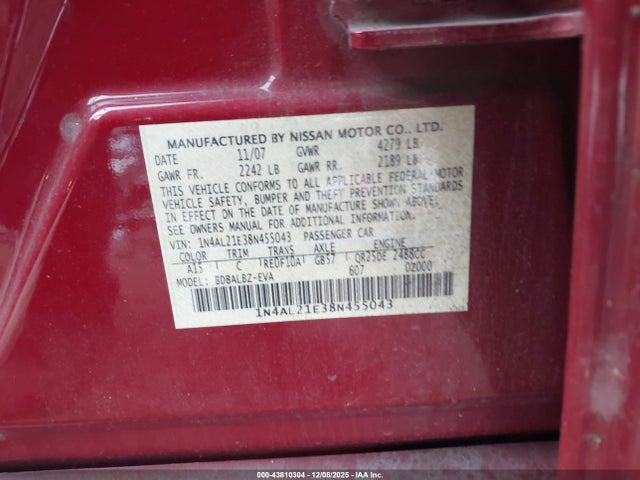 MANUFACTURED BY NISSAN MOTOR CO., LTD.
DATE 11/07 GVWR 4279 LB
GAWR FR. 2242 LB GAWR RR. 2189 LB
THIS VEHICLE CONFORMS TO ALL APPLICABLE FEDERAL MOTOR
VEHICLE SAFETY, BUMPER AND THEFT PREVENTION STANDARDS
IN EFFECT ON THE DATE OF MANUFACTURE SHOWN ABOVE.
SEE OWNERS MANUAL FOR ADDITIONAL INFORMATION.
VIN: 1N4AL21E38N455043 PASSENGER CAR
COLOR TRIM TRANS AXLE ENGINE
A15 C RE0F10A GB57 QR25DE 2488CC
MODEL: BDBALBZ-EVA 607 02000
1N4AL21E38N455043
000-43810304 - 12/08/2025 - IAA Inc.